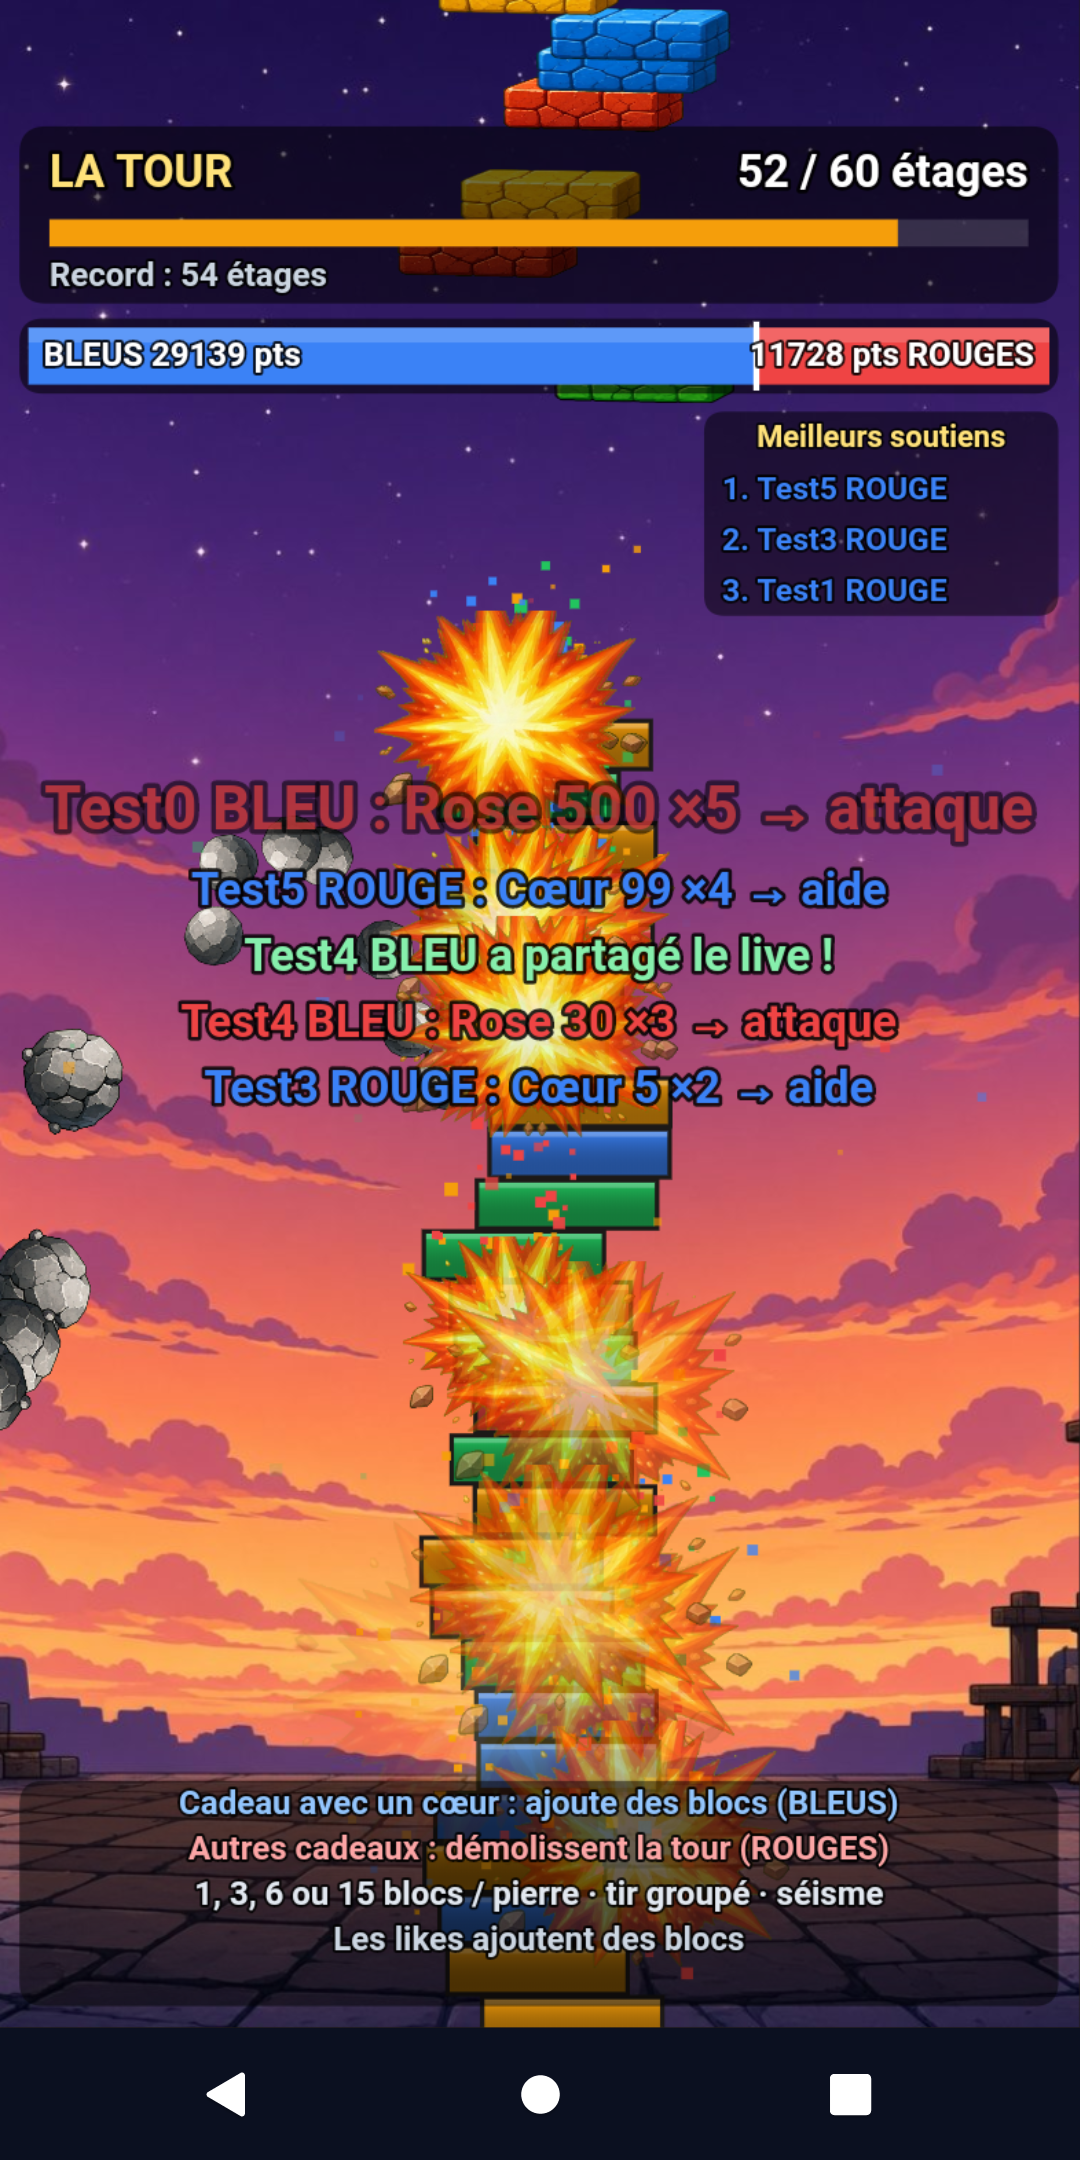 LA TOUR
52 / 60 étages
Record : 54 étages
BLEUS 29139 pts
11728 pts ROUGES
Meilleurs soutiens
1. Test5 ROUGE
2. Test3 ROUGE
3. Test1 ROUGE
Test0 BLEU : Rose 500 ×5 → attaque
Test5 ROUGE : Cœur 99 ×4 → aide
Test4 BLEU a partagé le live !
Test4 BLEU : Rose 30 ×3 → attaque
Test3 ROUGE : Cœur 5 ×2 → aide
Cadeau avec un cœur : ajoute des blocs (BLEUS)
Autres cadeaux : démolissent la tour (ROUGES)
1, 3, 6 ou 15 blocs / pierre · tir groupé · séisme
Les likes ajoutent des blocs